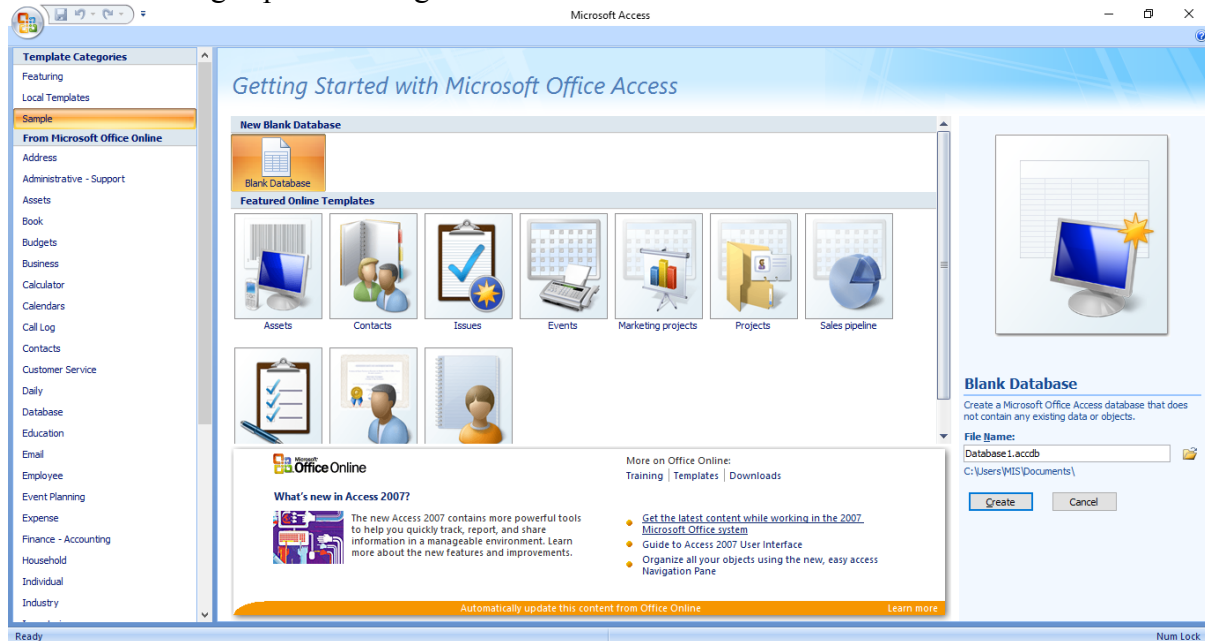 Microsoft Access
Template Categories
Featuring
Local Templates
Sample
From Microsoft Office Online
Address
Administrative - Support
Assets
Book
Budgets
Business
Calculator
Calendars
Call Log
Contacts
Customer Service
Daily
Database
Education
Email
Employee
Event Planning
Expense
Finance - Accounting
Household
Individual
Industry
Getting Started with Microsoft Office Access
New Blank Database
Blank Database
Featured Online Templates
Assets
Contacts
Issues
Events
Marketing projects
Projects
Sales pipeline
Microsoft
Office Online
What's new in Access 2007?
The new Access 2007 contains more powerful tools
to help you quickly track, report, and share
information in a manageable environment. Learn
more about the new features and improvements.
More on Office Online:
Training | Templates | Downloads
Get the latest content while working in the 2007
Microsoft Office system
Guide to Access 2007 User Interface
Organize all your objects using the new, easy access
Navigation Pane
Automatically update this content from Office Online
Learn more
Blank Database
Create a Microsoft Office Access database that does
not contain any existing data or objects.
File Name:
Database1.accdb
C:\Users\MIS\Documents\
Create
Cancel
Ready
Num Lock